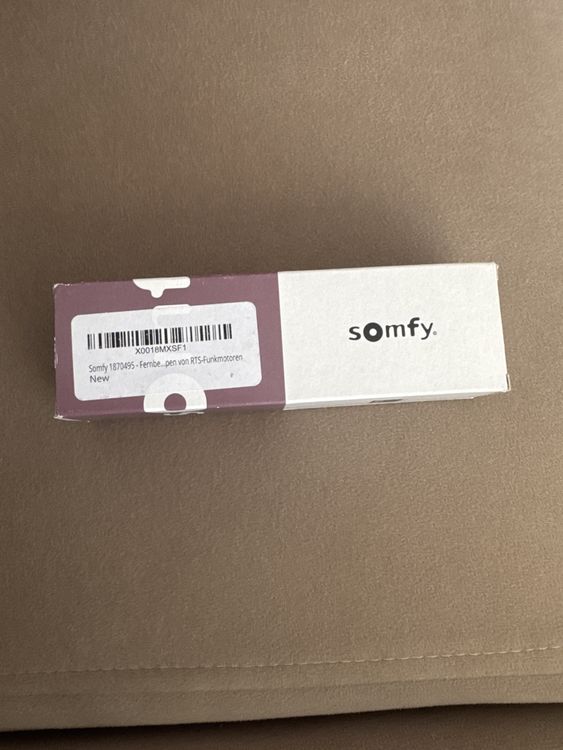 X0018MXSF1
Somfy 1870495 - Fernbe...pen von RTS-Funkmotoren
New
somfy®